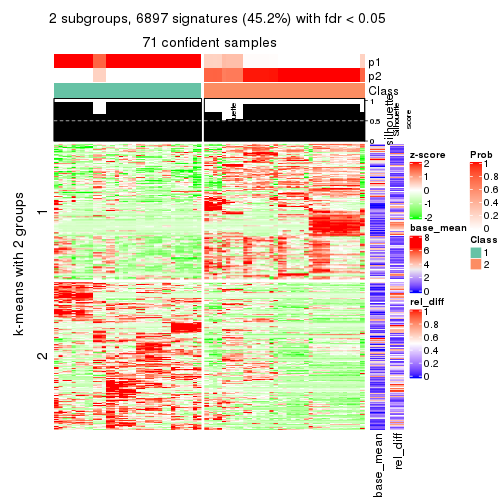 2 subgroups, 6897 signatures (45.2%) with fdr < 0.05
71 confident samples
p1
p2
Class
silhouette
Silhouette
score
1
0.5
0
k-means with 2 groups
1
2
base_mean
rel_diff
z-score
2
1
0
-1
-2
base_mean
8
6
4
2
0
rel_diff
1
0.8
0.6
0.4
0.2
0
Prob
1
0.8
0.6
0.4
0.2
0
Class
1
2